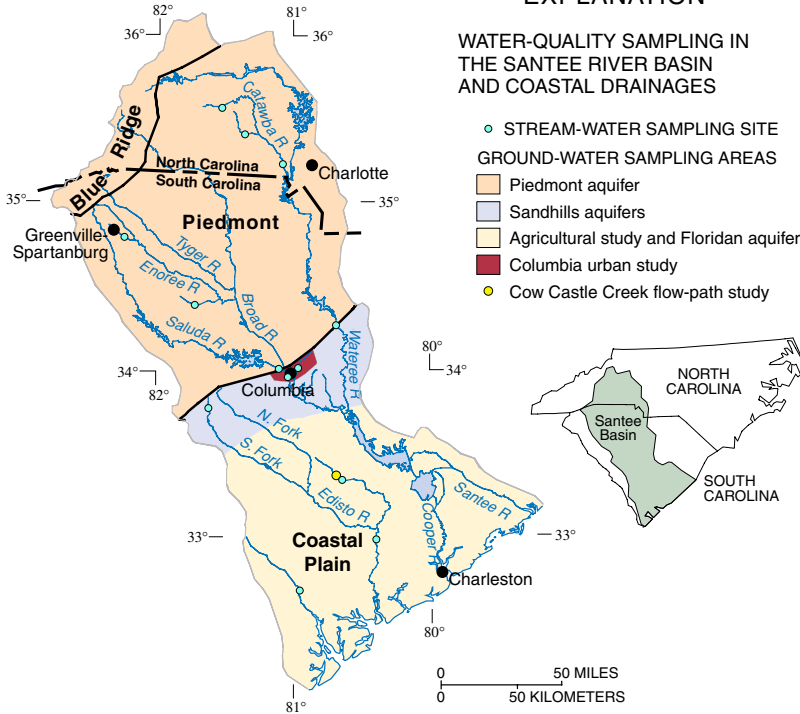 EXPLANATION
WATER-QUALITY SAMPLING IN
THE SANTEE RIVER BASIN
AND COASTAL DRAINAGES
STREAM-WATER SAMPLING SITE
GROUND-WATER SAMPLING AREAS
Piedmont aquifer
Sandhills aquifers
Agricultural study and Floridan aquifer
Columbia urban study
Cow Castle Creek flow-path study
82°
81°
36°
36°
Catawba R
Blue Ridge
North Carolina
South Carolina
Charlotte
35°
35°
Piedmont
Greenville-
Spartanburg
Tyger R
Enoree R
Broad R
Saluda R
Wateree R
34°
82°
80°
34°
Columbia
N. Fork
S. Fork
Edisto R
Santee R
Cooper R
33°
33°
Coastal
Plain
Charleston
80°
81°
NORTH
CAROLINA
Santee
Basin
SOUTH
CAROLINA
0 50 MILES
0 50 KILOMETERS